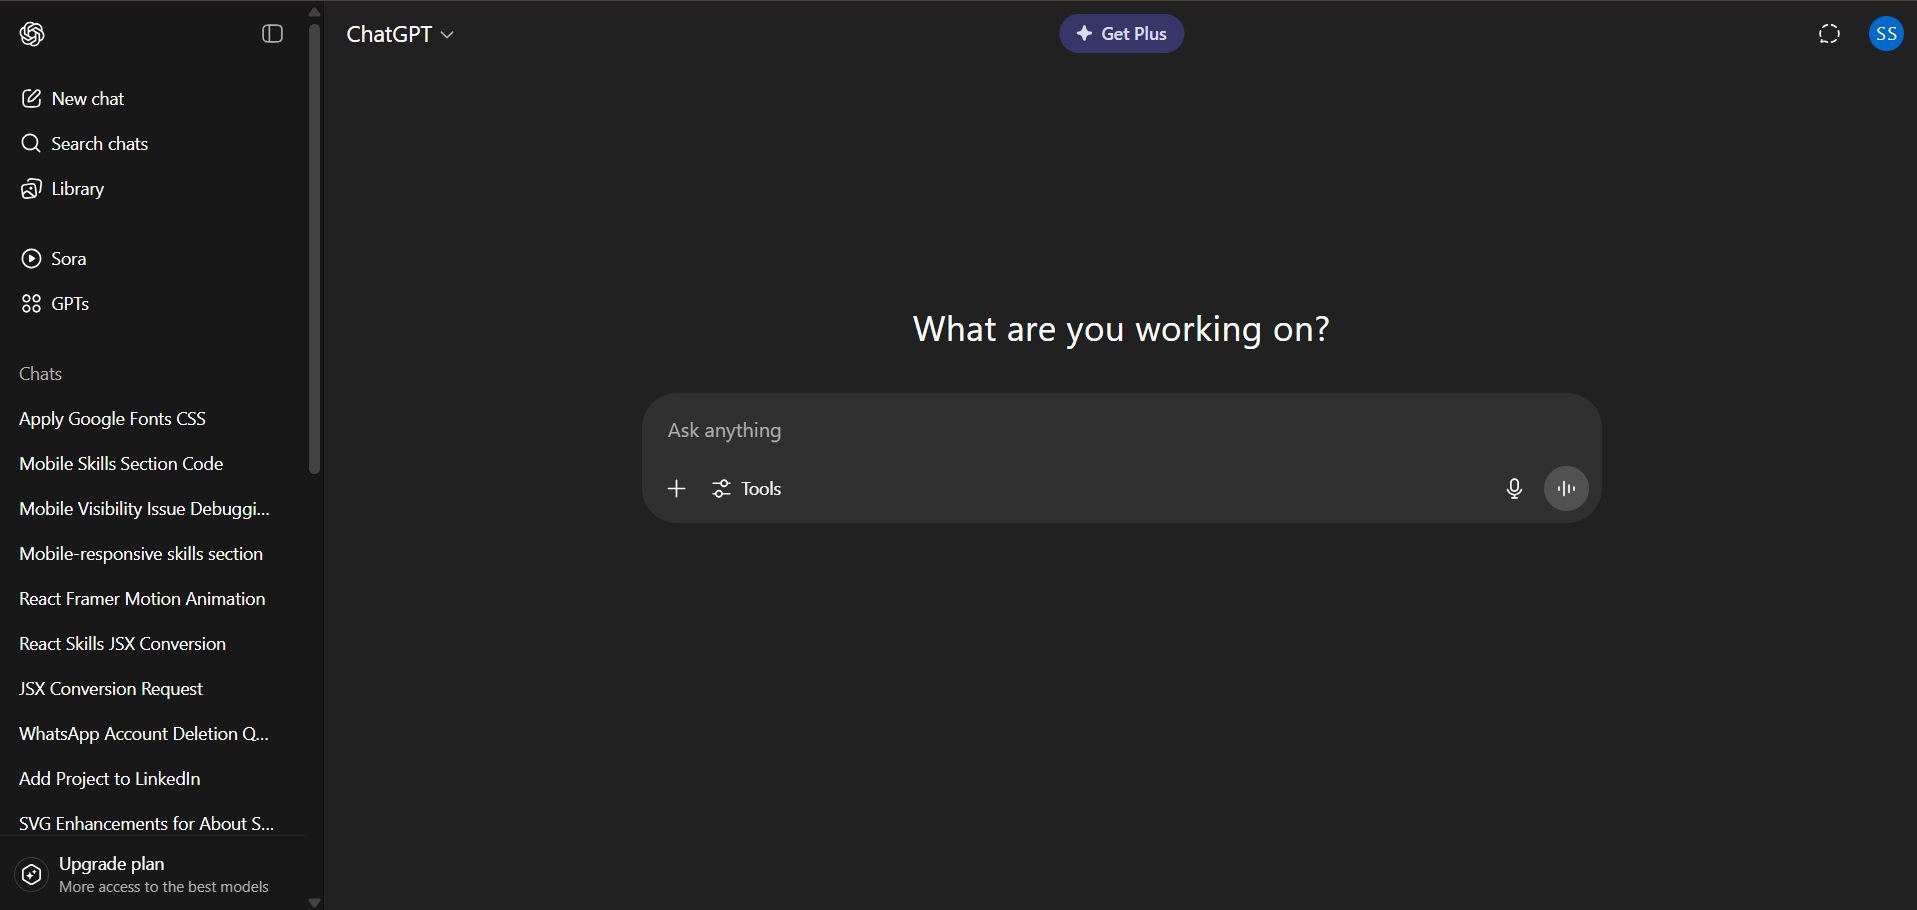 ChatGPT
Get Plus
SS
New chat
Search chats
Library
Sora
GPTs
Chats
Apply Google Fonts CSS
Mobile Skills Section Code
Mobile Visibility Issue Debuggi...
Mobile-responsive skills section
React Framer Motion Animation
React Skills JSX Conversion
JSX Conversion Request
WhatsApp Account Deletion Q...
Add Project to LinkedIn
SVG Enhancements for About S...
Upgrade plan
More access to the best models
What are you working on?
Ask anything
Tools